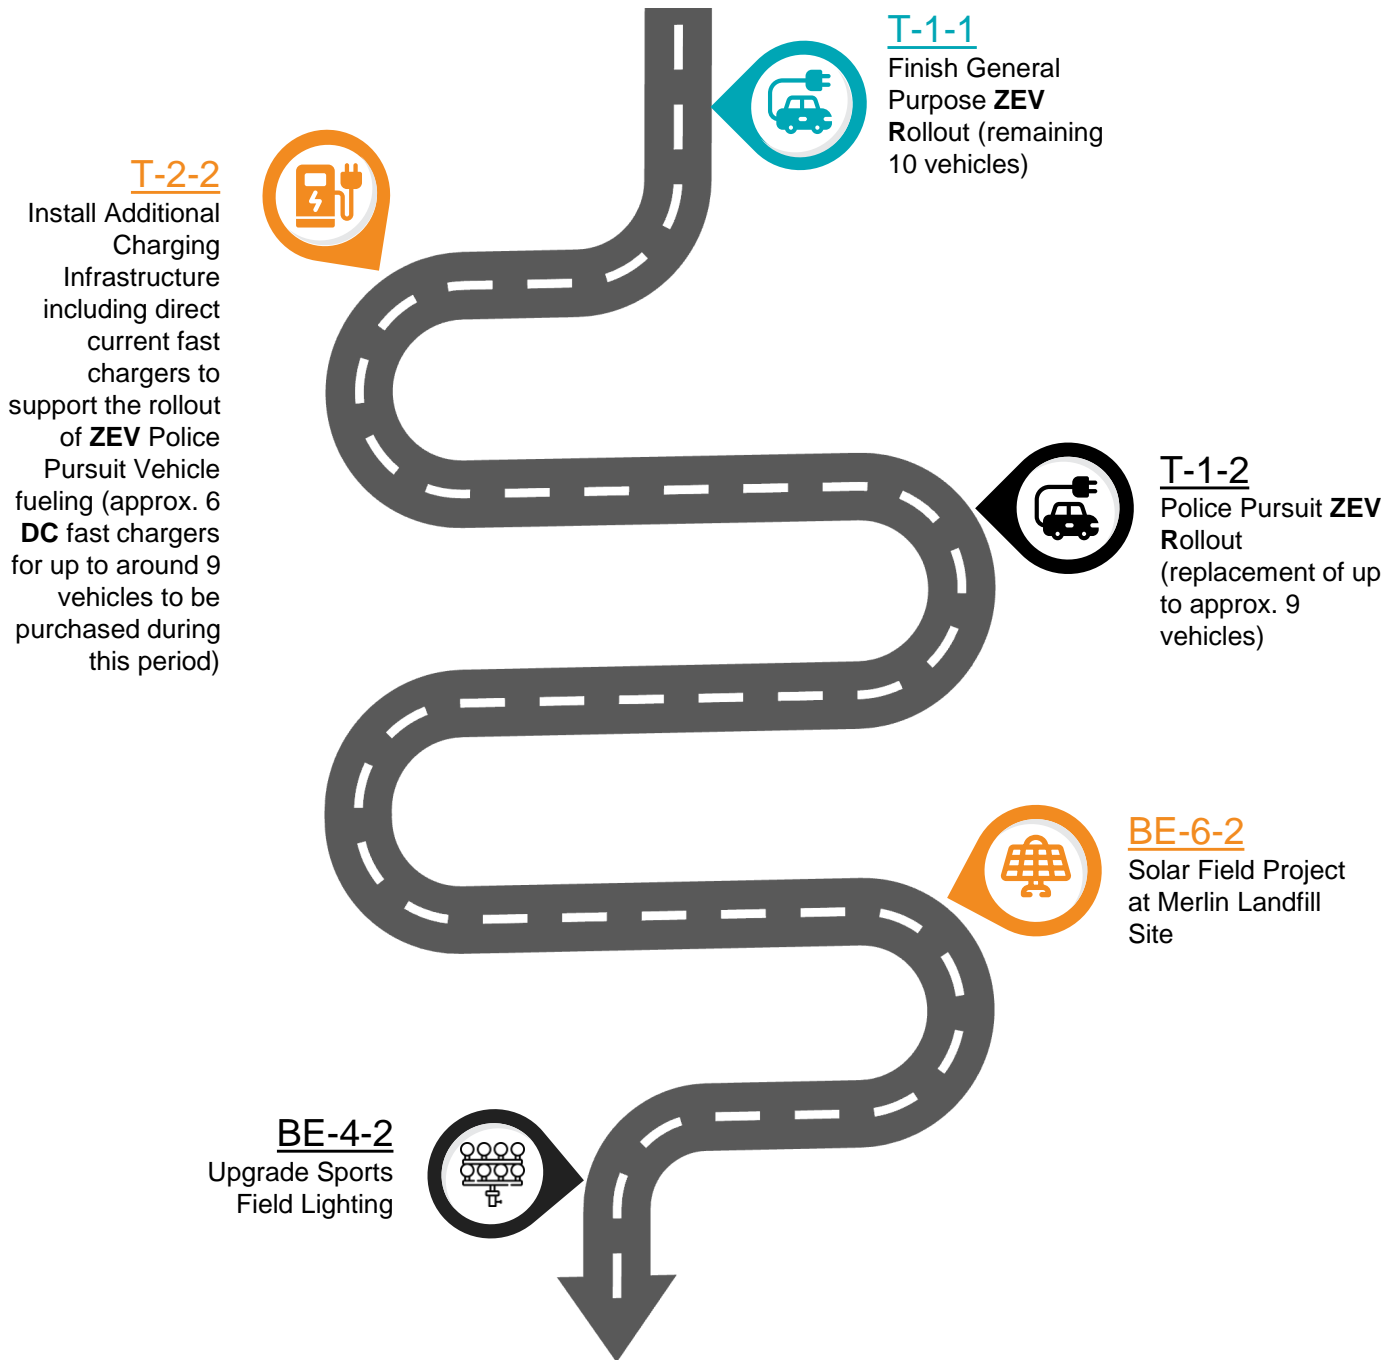 T-1-1
Finish General
Purpose ZEV
Rollout (remaining
10 vehicles)
T-2-2
Install Additional
Charging
Infrastructure
including direct
current fast
chargers to
support the rollout
of ZEV Police
Pursuit Vehicle
fueling (approx. 6
DC fast chargers
for up to around 9
vehicles to be
purchased during
this period)
T-1-2
Police Pursuit ZEV
Rollout
(replacement of up
to approx. 9
vehicles)
BE-6-2
Solar Field Project
at Merlin Landfill
Site
BE-4-2
Upgrade Sports
Field Lighting